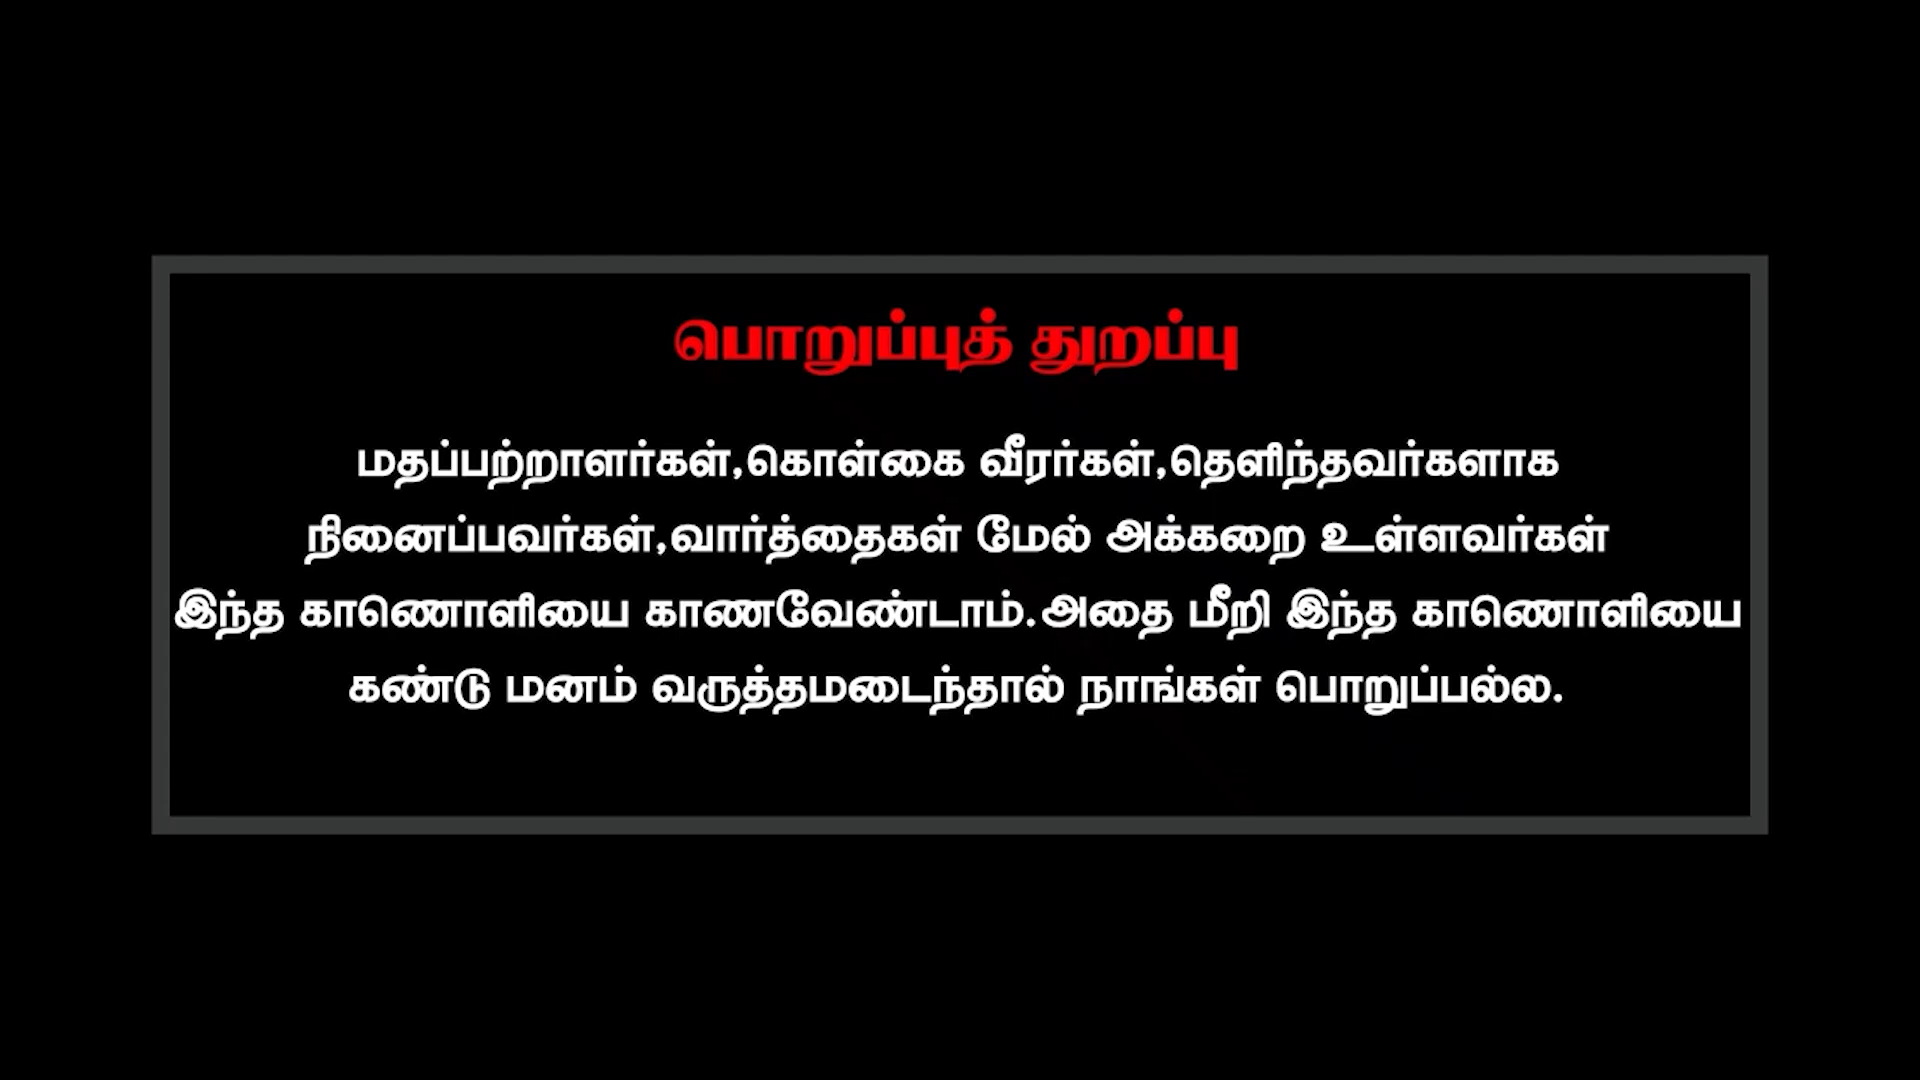 பொறுப்புத் துறப்பு
மதப்பற்றாளர்கள்,கொள்கை வீரர்கள்,தெளிந்தவர்களாக
நினைப்பவர்கள்,வார்த்தைகள் மேல் அக்கறை உள்ளவர்கள்
இந்த காணொளியை காணவேண்டாம்.அதை மீறி இந்த காணொளியை
கண்டு மனம் வருத்தமடைந்தால் நாங்கள் பொறுப்பல்ல.